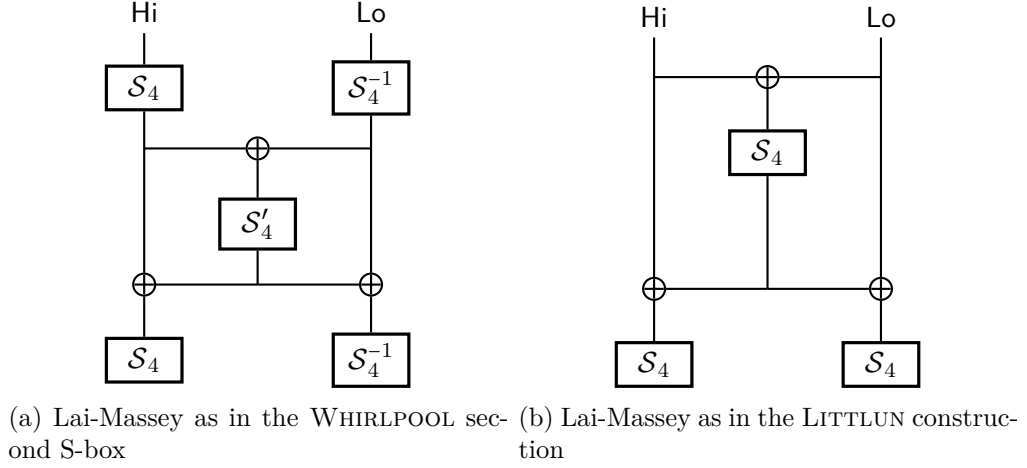 Hi Lo Hi Lo
𝒮₄ 𝒮₄⁻¹
𝒮₄
𝒮′₄
𝒮₄ 𝒮₄⁻¹ 𝒮₄ 𝒮₄
(a) Lai-Massey as in the WHIRLPOOL sec-
ond S-box
(b) Lai-Massey as in the LITTLUN construc-
tion